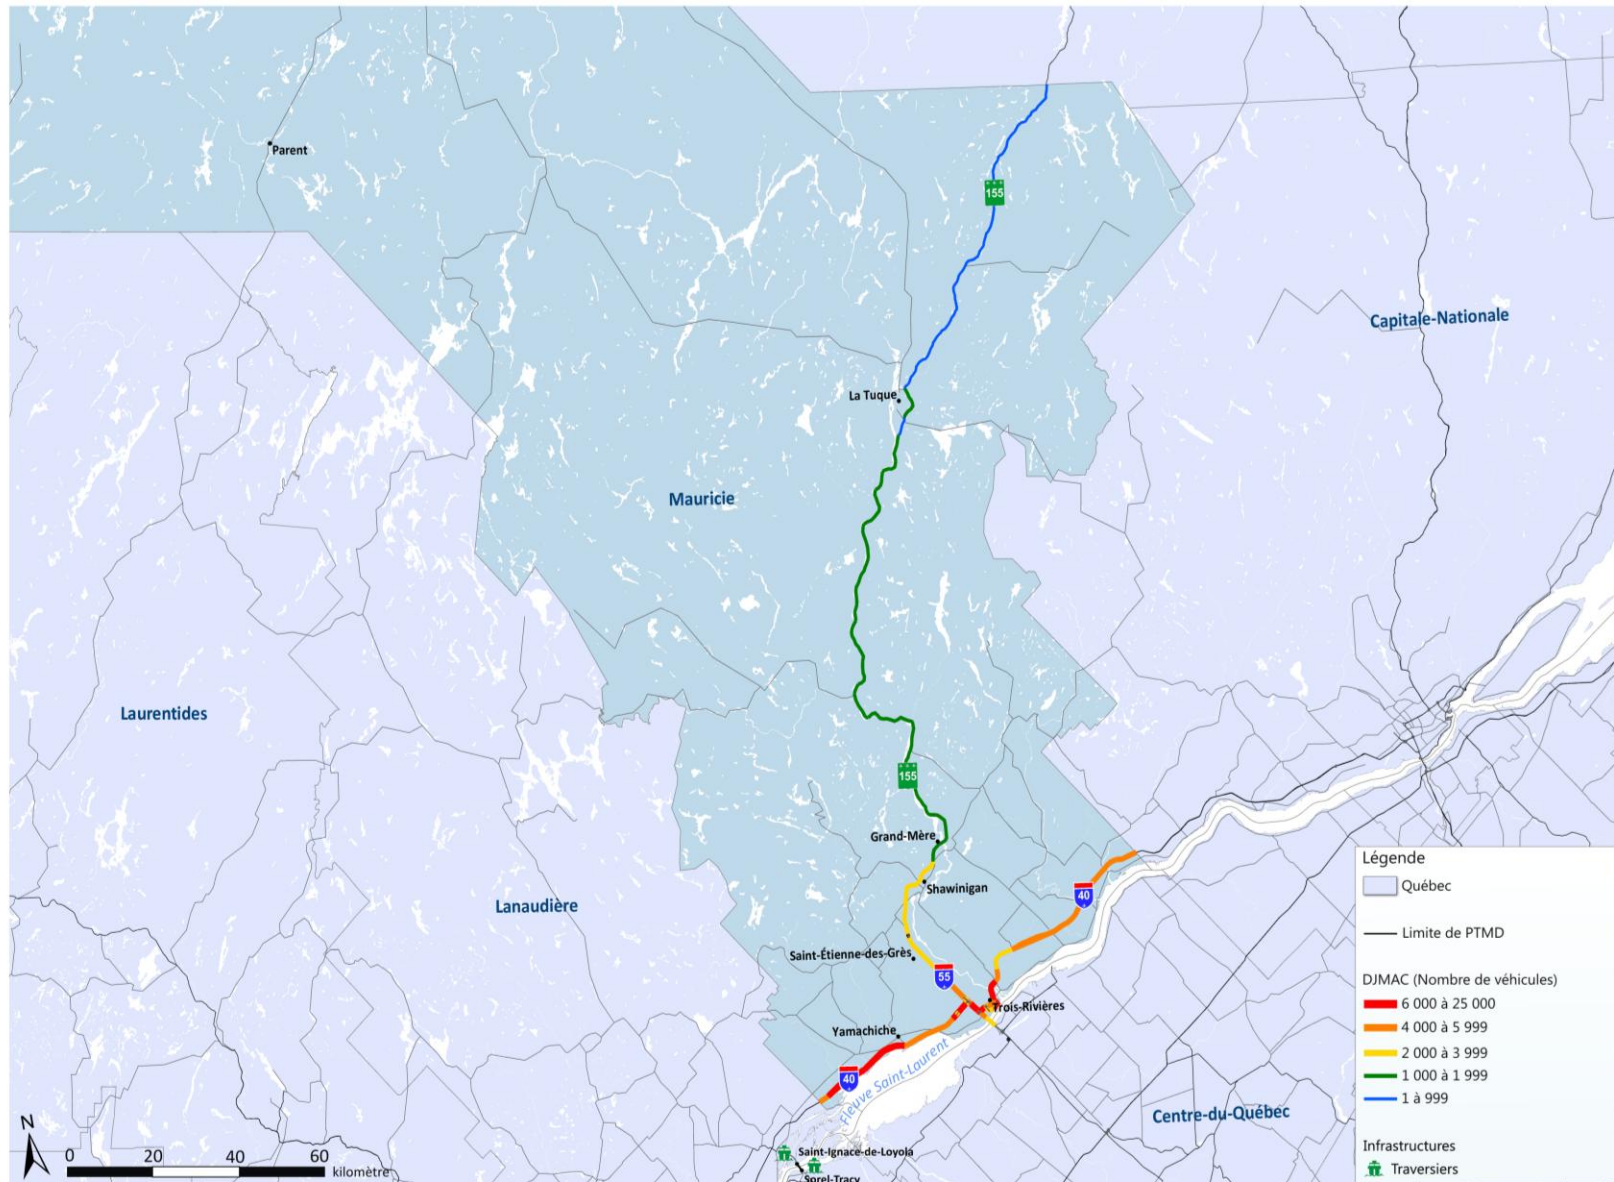 Parent
155
Capitale-Nationale
La Tuque
Mauricie
Laurentides
155
Grand-Mère
Shawinigan
Lanaudière
40
Saint-Étienne-des-Grès
55
Trois-Rivières
Yamachiche
40
Fleuve Saint-Laurent
Centre-du-Québec
Saint-Ignace-de-Loyola
Sorel-Tracy
N
0 20 40 60
kilomètre
Légende
Québec
Limite de PTMD
DJMAC (Nombre de véhicules)
6 000 à 25 000
4 000 à 5 999
2 000 à 3 999
1 000 à 1 999
1 à 999
Infrastructures
Traversiers